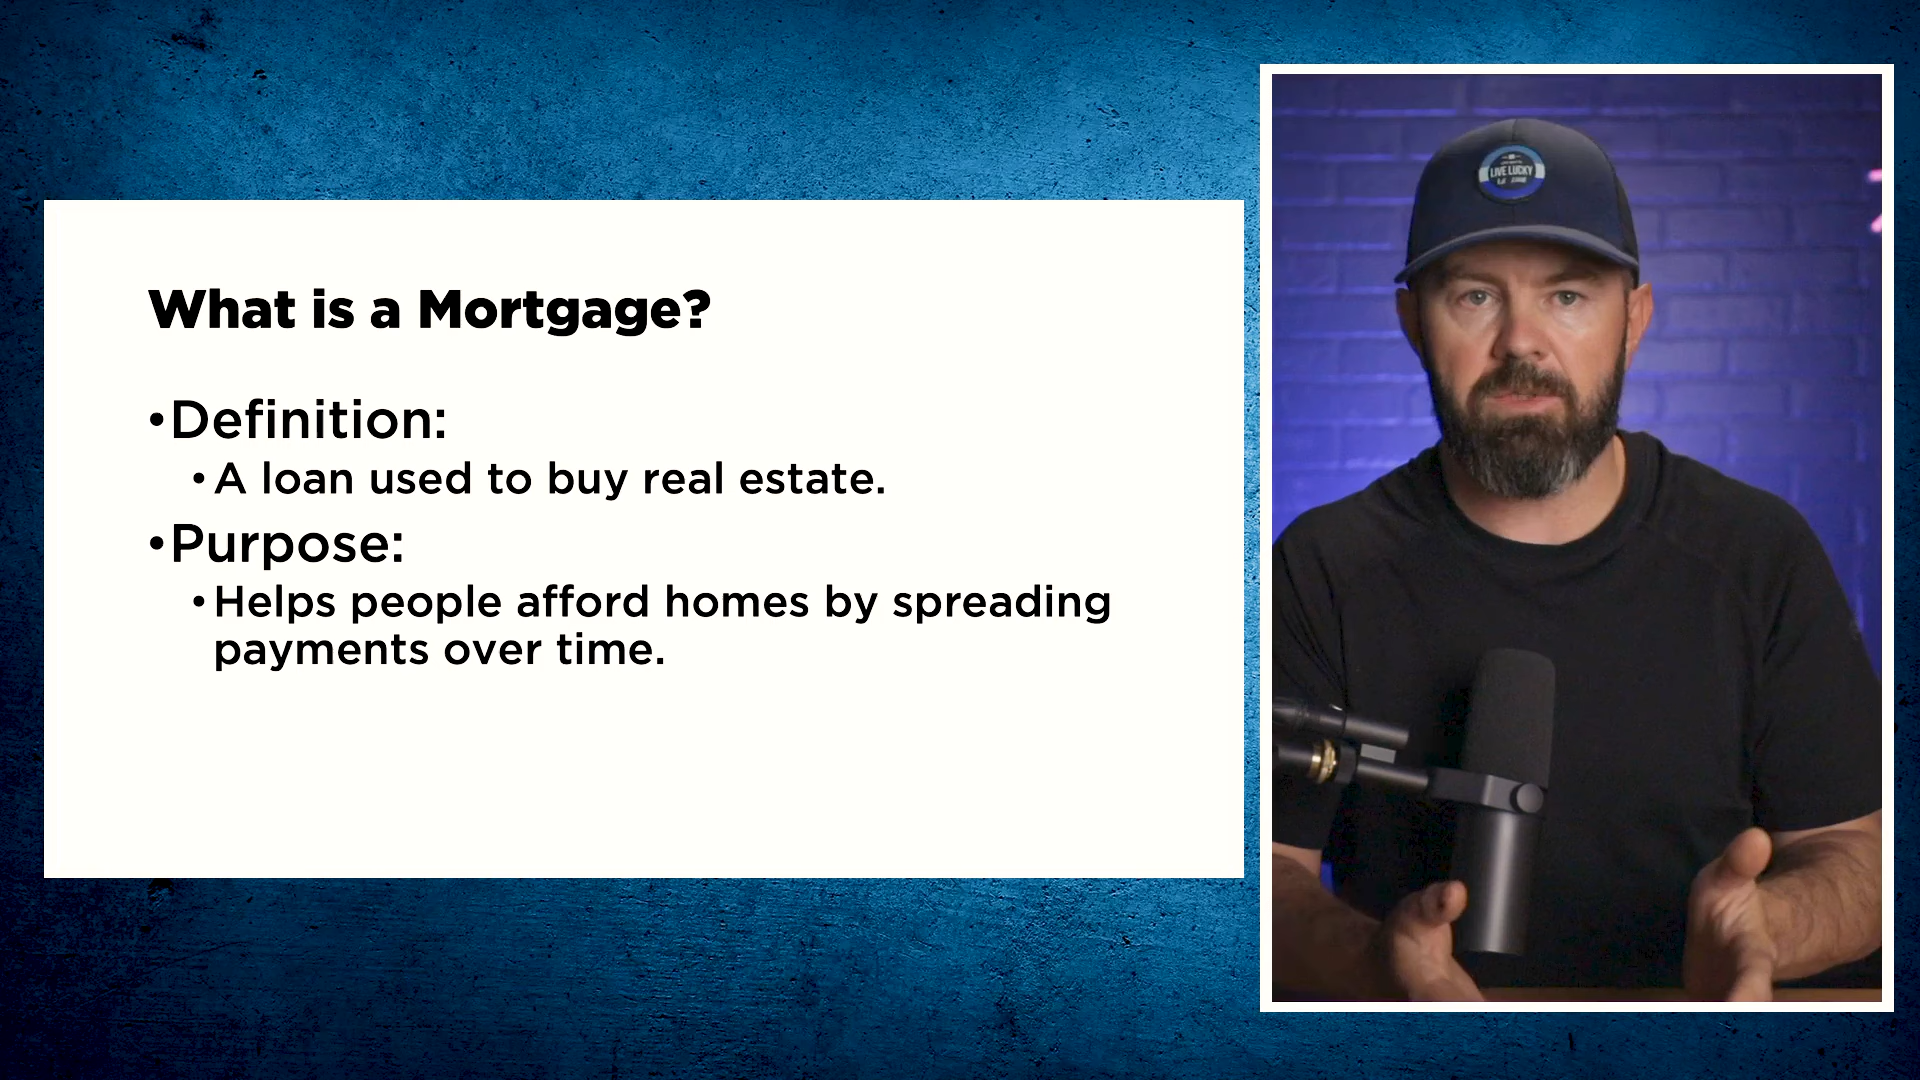 What is a Mortgage?
•Definition:
•A loan used to buy real estate.
•Purpose:
•Helps people afford homes by spreading
payments over time.
LIVE LUCKY